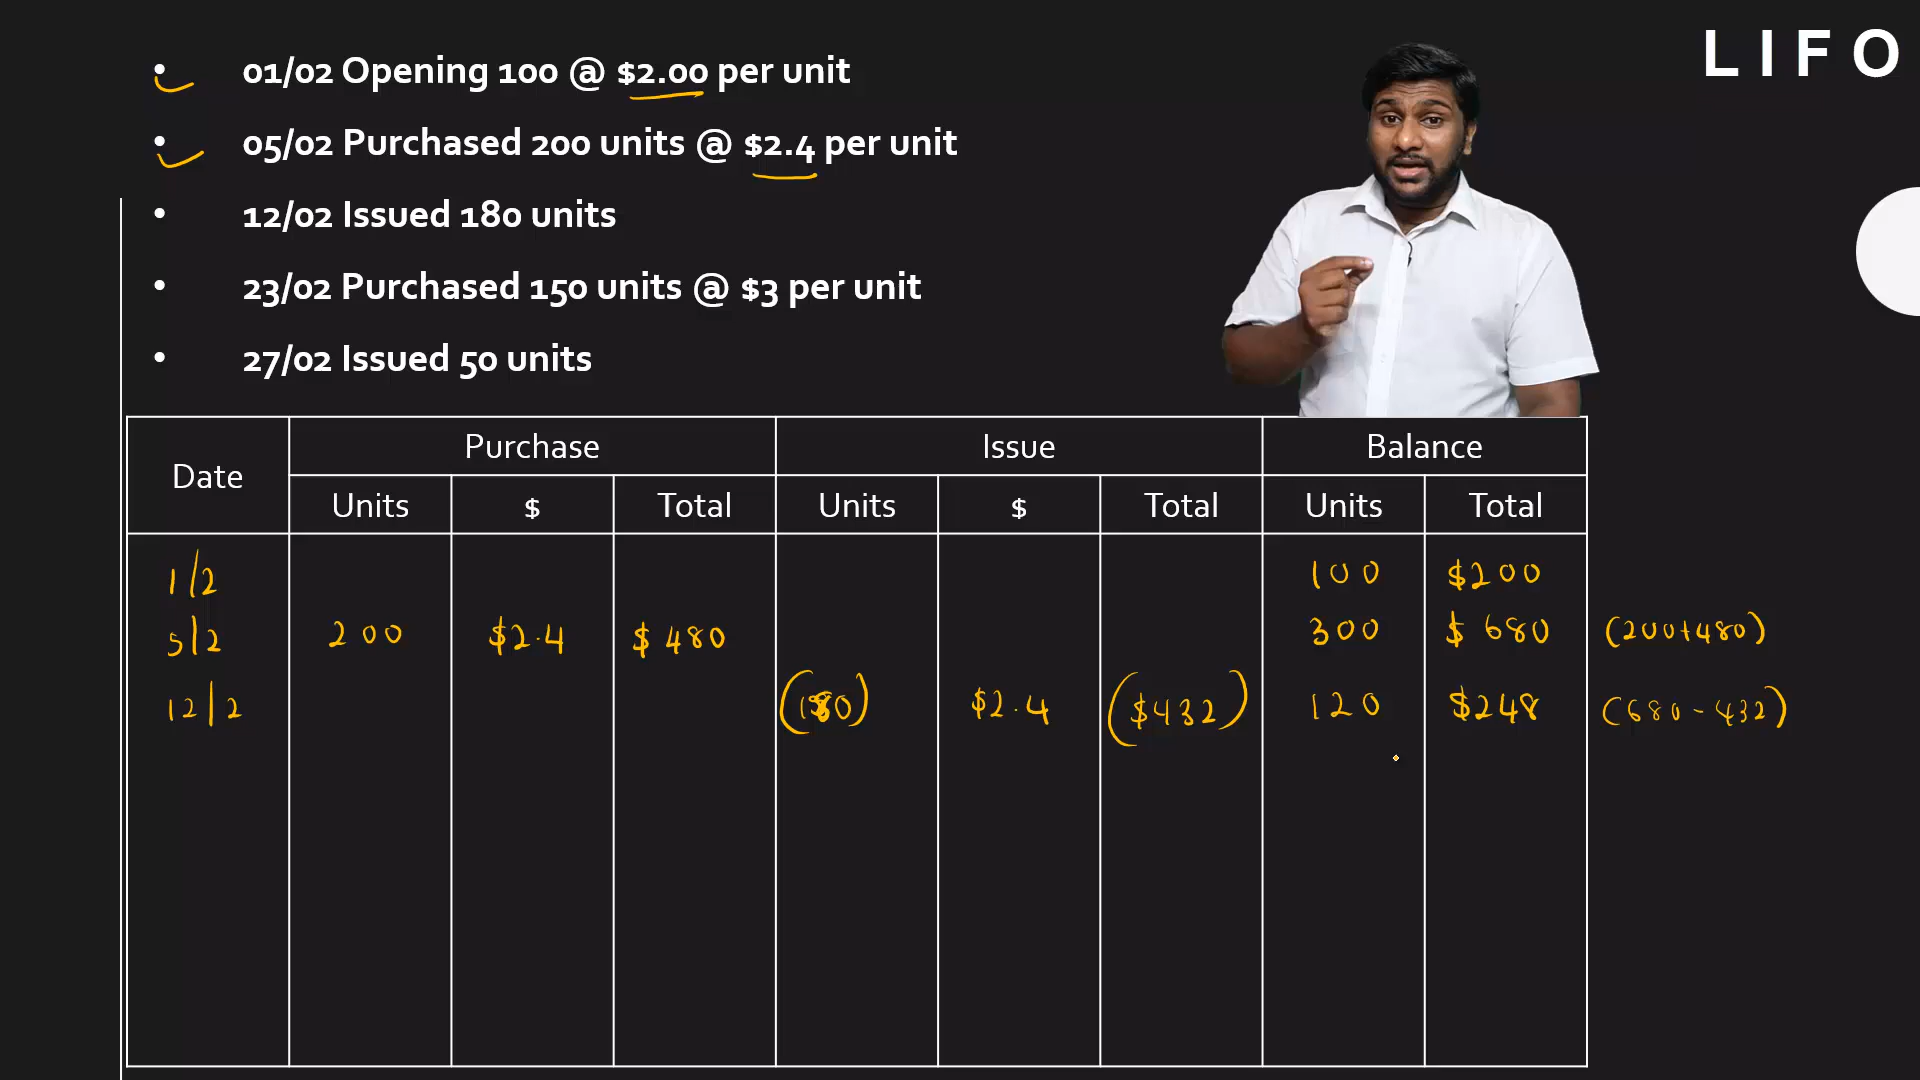 LIFO
• 01/02 Opening 100 @ $2.00 per unit
• 05/02 Purchased 200 units @ $2.4 per unit
• 12/02 Issued 180 units
• 23/02 Purchased 150 units @ $3 per unit
• 27/02 Issued 50 units
Date Purchase Issue Balance
Units $ Total Units $ Total Units Total
1/2 100 $200
5/2 200 $2.4 $480 300 $680 (200+480)
12/2 (180) $2.4 ($432) 120 $248 (680-432)